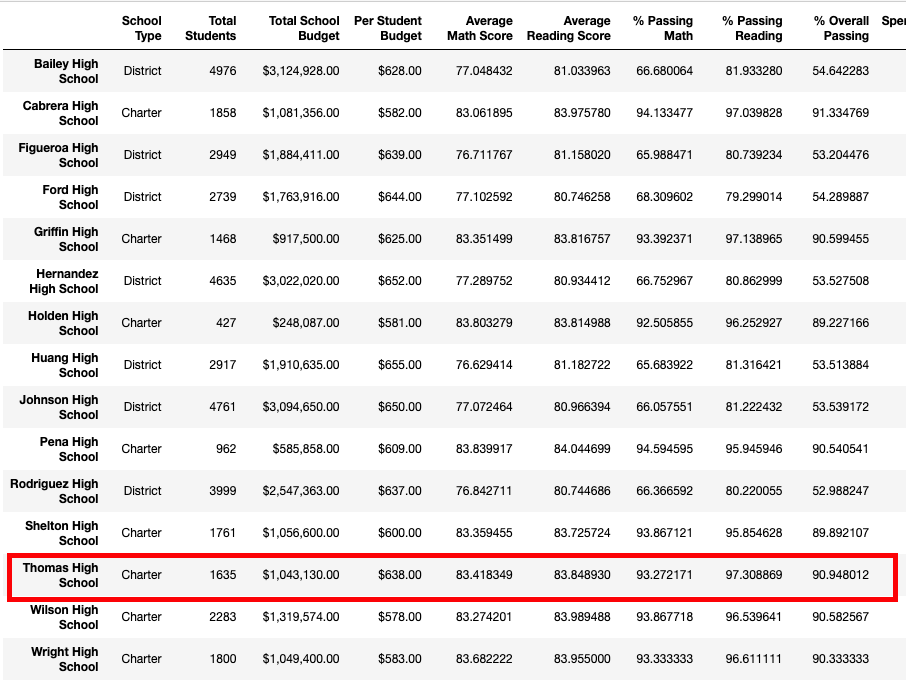 School Type Total Students Total School Budget Per Student Budget Average Math Score Average Reading Score % Passing Math % Passing Reading % Overall Passing Spe
Bailey High School District 4976 $3,124,928.00 $628.00 77.048432 81.033963 66.680064 81.933280 54.642283
Cabrera High School Charter 1858 $1,081,356.00 $582.00 83.061895 83.975780 94.133477 97.039828 91.334769
Figueroa High School District 2949 $1,884,411.00 $639.00 76.711767 81.158020 65.988471 80.739234 53.204476
Ford High School District 2739 $1,763,916.00 $644.00 77.102592 80.746258 68.309602 79.299014 54.289887
Griffin High School Charter 1468 $917,500.00 $625.00 83.351499 83.816757 93.392371 97.138965 90.599455
Hernandez High School District 4635 $3,022,020.00 $652.00 77.289752 80.934412 66.752967 80.862999 53.527508
Holden High School Charter 427 $248,087.00 $581.00 83.803279 83.814988 92.505855 96.252927 89.227166
Huang High School District 2917 $1,910,635.00 $655.00 76.629414 81.182722 65.683922 81.316421 53.513884
Johnson High School District 4761 $3,094,650.00 $650.00 77.072464 80.966394 66.057551 81.222432 53.539172
Pena High School Charter 962 $585,858.00 $609.00 83.839917 84.044699 94.594595 95.945946 90.540541
Rodriguez High School District 3999 $2,547,363.00 $637.00 76.842711 80.744686 66.366592 80.220055 52.988247
Shelton High School Charter 1761 $1,056,600.00 $600.00 83.359455 83.725724 93.867121 95.854628 89.892107
Thomas High School Charter 1635 $1,043,130.00 $638.00 83.418349 83.848930 93.272171 97.308869 90.948012
Wilson High School Charter 2283 $1,319,574.00 $578.00 83.274201 83.989488 93.867718 96.539641 90.582567
Wright High School Charter 1800 $1,049,400.00 $583.00 83.682222 83.955000 93.333333 96.611111 90.333333